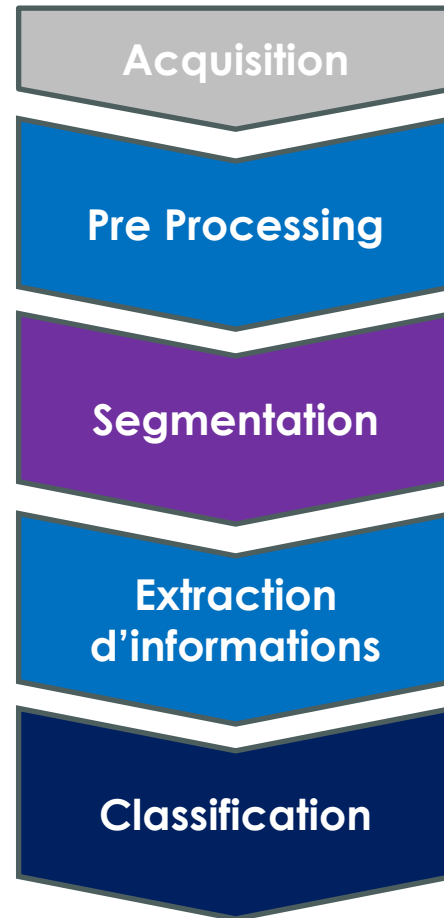 Acquisition
Pre Processing
Segmentation
Extraction
d’informations
Classification